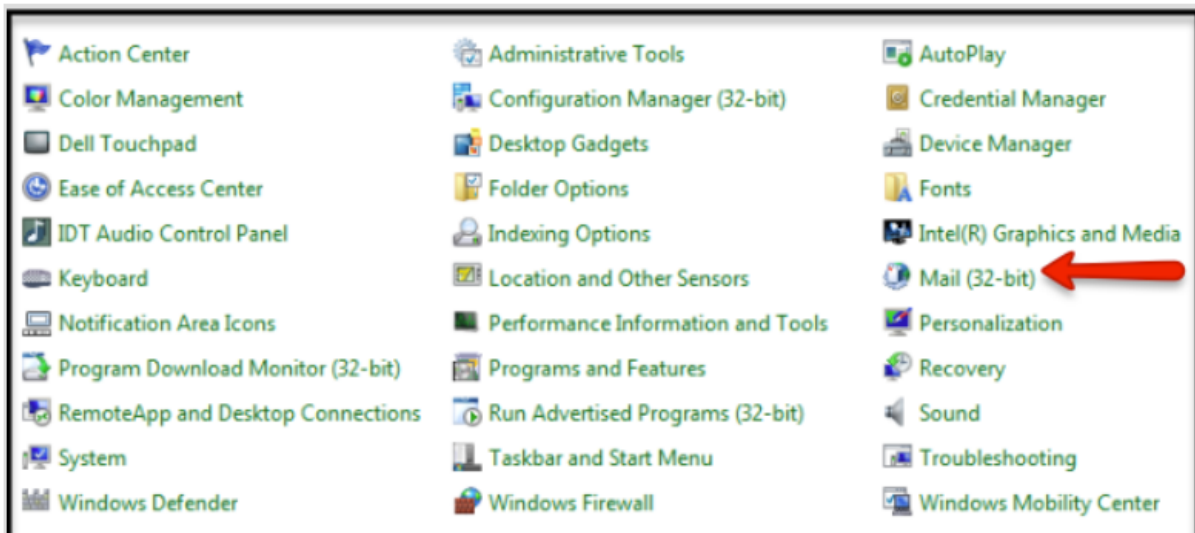 Action Center
Administrative Tools
AutoPlay
Color Management
Configuration Manager (32-bit)
Credential Manager
Dell Touchpad
Desktop Gadgets
Device Manager
Ease of Access Center
Folder Options
Fonts
IDT Audio Control Panel
Indexing Options
Intel(R) Graphics and Media
Keyboard
Location and Other Sensors
Mail (32-bit)
Notification Area Icons
Performance Information and Tools
Personalization
Program Download Monitor (32-bit)
Programs and Features
Recovery
RemoteApp and Desktop Connections
Run Advertised Programs (32-bit)
Sound
System
Taskbar and Start Menu
Troubleshooting
Windows Defender
Windows Firewall
Windows Mobility Center